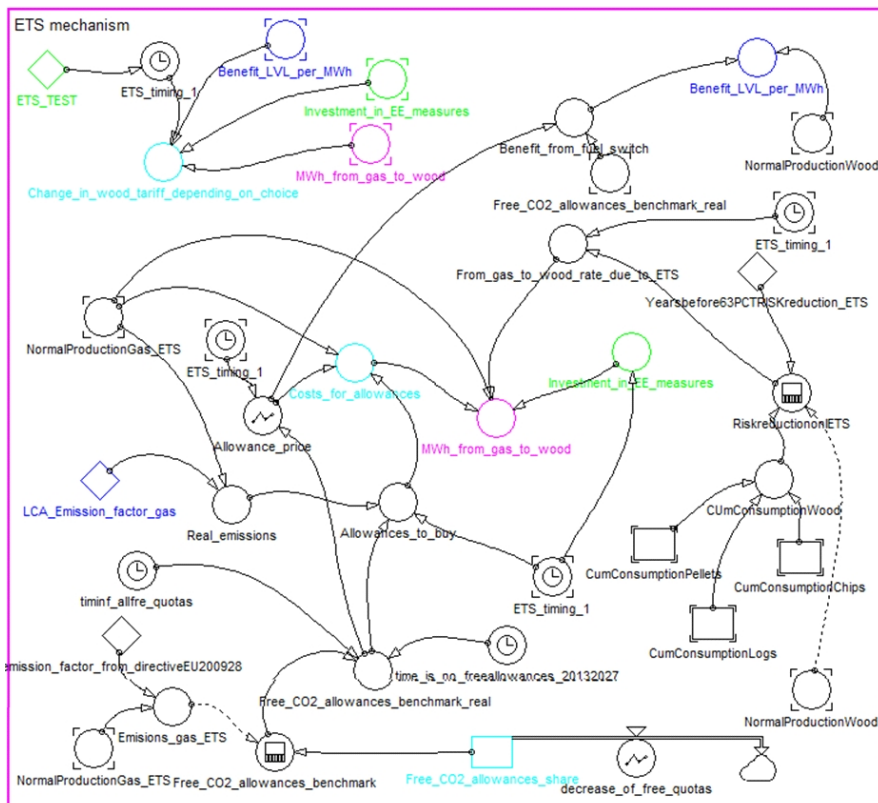 ETS mechanism
Benefit_LVL_per_MWh
ETS_TEST
ETS_timing_1
Investment_in_EE_measures
MWh_from_gas_to_wood
Change_in_wood_tariff_depending_on_choice
Benefit_LVL_per_MWh
Benefit_from_fuel_switch
NormalProductionWood
Free_CO2_allowances_benchmark_real
ETS_timing_1
From_gas_to_wood_rate_due_to_ETS
Yearsbefore63PCTRISKreduction_ETS
NormalProductionGas_ETS
ETS_timing_1
Costs_for_allowances
Investment_in_EE_measures
Allowance_price
MWh_from_gas_to_wood
RiskreductiononIETS
LCA_Emission_factor_gas
Real_emissions
Allowances_to_buy
CUmConsumptionWood
CumConsumptionPellets
CumConsumptionChips
timinf_allfre_quotas
ETS_timing_1
CumConsumptionLogs
emission_factor_from_directiveEU200928
time_is_no_freeallowances_20132027
Free_CO2_allowances_benchmark_real
NormalProductionWood
Emisions_gas_ETS
NormalProductionGas_ETS
Free_CO2_allowances_benchmark
Free_CO2_allowances_share
decrease_of_free_quotas